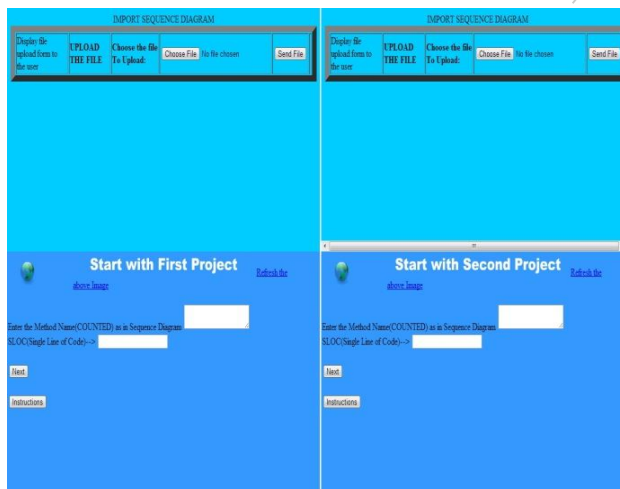 IMPORT SEQUENCE DIAGRAM
Display file
upload form to
the user
UPLOAD
THE FILE
Choose the file
To Upload:
Choose File No file chosen
Send File
Start with First Project
Refresh the
above Image
Enter the Method Name(COUNTED) as in Sequence Diagram
SLOC(Single Line of Code)-->
Next
Instructions
IMPORT SEQUENCE DIAGRAM
Display file
upload form to
the user
UPLOAD
THE FILE
Choose the file
To Upload:
Choose File No file chosen
Send File
Start with Second Project
Refresh the
above Image
Enter the Method Name(COUNTED) as in Sequence Diagram
SLOC(Single Line of Code)-->
Next
Instructions